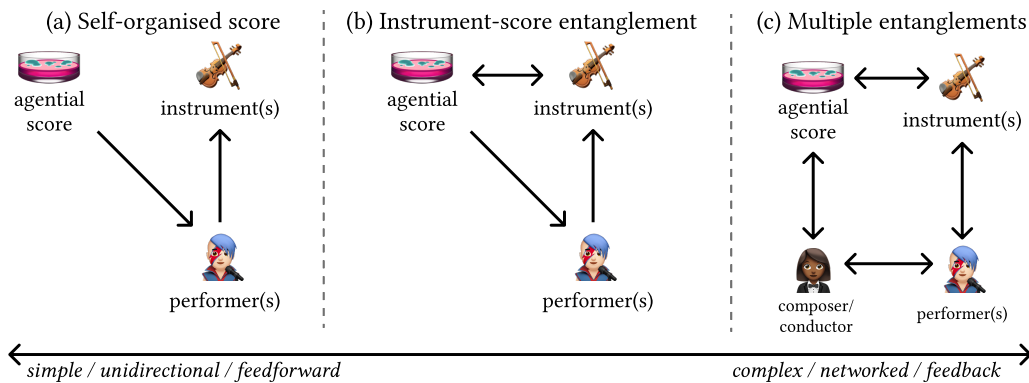 (a) Self-organised score
agential
score
instrument(s)
performer(s)
(b) Instrument-score entanglement
agential
score
instrument(s)
performer(s)
(c) Multiple entanglements
agential
score
instrument(s)
composer/
conductor
performer(s)
simple / unidirectional / feedforward
complex / networked / feedback